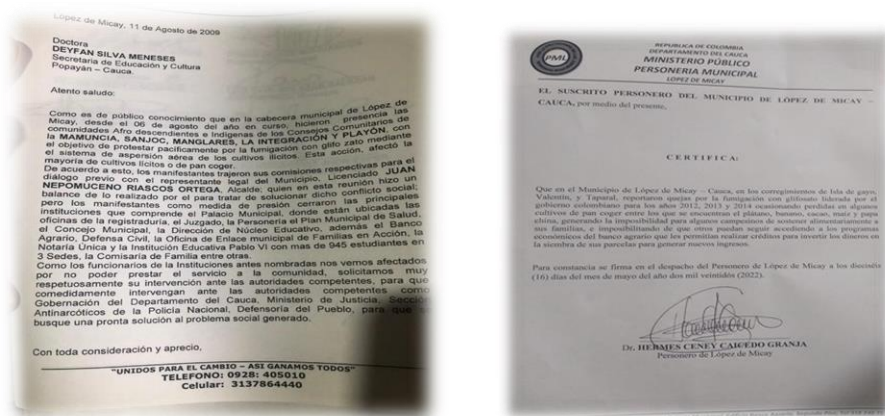 López de Micay, 11 de Agosto de 2009
Doctora
DEYFAN SILVA MENESES
Secretaria de Educación y Cultura
Popayán – Cauca.
Atento saludo:
Como es de público conocimiento que en la cabecera municipal de López de
Micay, desde el 06 de agosto del año en curso, hicieron presencia las
comunidades Afro descendientes e Indígenas de los Consejos Comunitarios de
la MAMUNCIA, SANJOC, MANGLARES, LA INTEGRACIÓN Y PLAYÓN, con
el objetivo de protestar pacíficamente por la fumigación con glifo zato mediante
el sistema de aspersión aérea de los cultivos ilícitos. Esta acción, afectó la
mayoría de cultivos lícitos o de pan coger.
De acuerdo a esto, los manifestantes trajeron sus comisiones respectivas para el
diálogo previo con el representante legal del Municipio, Licenciado JUAN
NEPOMUCENO RIASCOS ORTEGA, Alcalde; quien en esta reunión hizo un
balance de lo realizado por el para tratar de solucionar dicho conflicto social;
pero los manifestantes como medida de presión cerraron las principales
instituciones que comprende el Palacio Municipal, donde están ubicadas las
oficinas de la registraduría, el Juzgado, la Personería el Plan Municipal de Salud,
el Concejo Municipal, la Dirección de Núcleo Educativo, además el Banco
Agrario, Defensa Civil, la Oficina de Enlace municipal de Familias en Acción, la
Notaría Única y la Institución Educativa Pablo VI con mas de 945 estudiantes en
3 Sedes, la Comisaría de Familia entre otras.
Como los funcionarios de la Instituciones antes nombradas nos vemos afectados
por no poder prestar el servicio a la comunidad, solicitamos muy
respetuosamente su intervención ante las autoridades competentes, para que
comedidamente intervengan ante las autoridades competentes como
Gobernación del Departamento del Cauca, Ministerio de Justicia, Sección
Antinarcóticos de la Policía Nacional, Defensoría del Pueblo, para que se
busque una pronta solución al problema social generado.
Con toda consideración y aprecio,
"UNIDOS PARA EL CAMBIO – ASI GANAMOS TODOS"
TELEFONO: 0928: 405010
Celular: 3137864440
PML
REPUBLICA DE COLOMBIA
DEPARTAMENTO DEL CAUCA
MINISTERIO PÚBLICO
PERSONERIA MUNICIPAL
LOPEZ DE MICAY
EL SUSCRITO PERSONERO DEL MUNICIPIO DE LÓPEZ DE MICAY –
CAUCA, por medio del presente,
CERTIFICA:
Que en el Municipio de López de Micay – Cauca, en los corregimientos de Isla de gayo,
Valentín, y Taparal, reportaron quejas por la fumigación con glifosato liderada por el
gobierno colombiano para los años 2012, 2013 y 2014 ocasionando perdidas en algunos
cultivos de pan coger entre los que se encuentran el plátano, banano, cacao, maíz y papa
china, generando la imposibilidad para algunos campesinos de sostener alimentariamente a
sus familias, e imposibilitando de que otros puedan seguir accediendo a los programas
económicos del banco agrario que les permitían realizar créditos para invertir los dineros en
la siembra de sus parcelas para generar nuevos ingresos.
Para constancia se firma en el despacho del Personero de López de Micay a los dieciséis
(16) días del mes de mayo del año dos mil veintidós (2022).
Dr. HERMES CENEY CAICEDO GRANJA
Personero de López de Micay